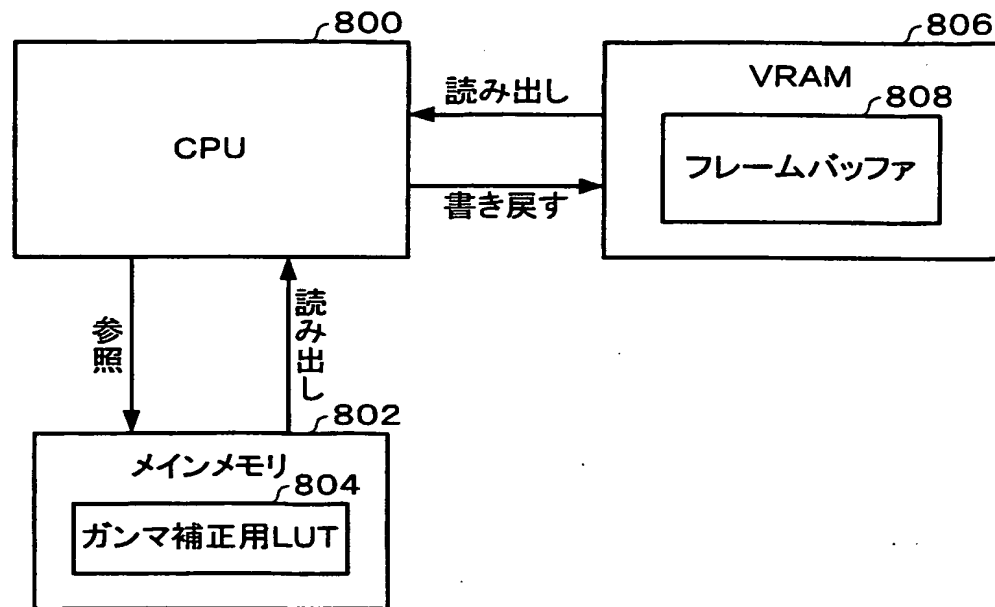 800
CPU
読み出し
書き戻す
806
VRAM
808
フレームバッファ
参照
読み出し
802
メインメモリ
804
ガンマ補正用LUT